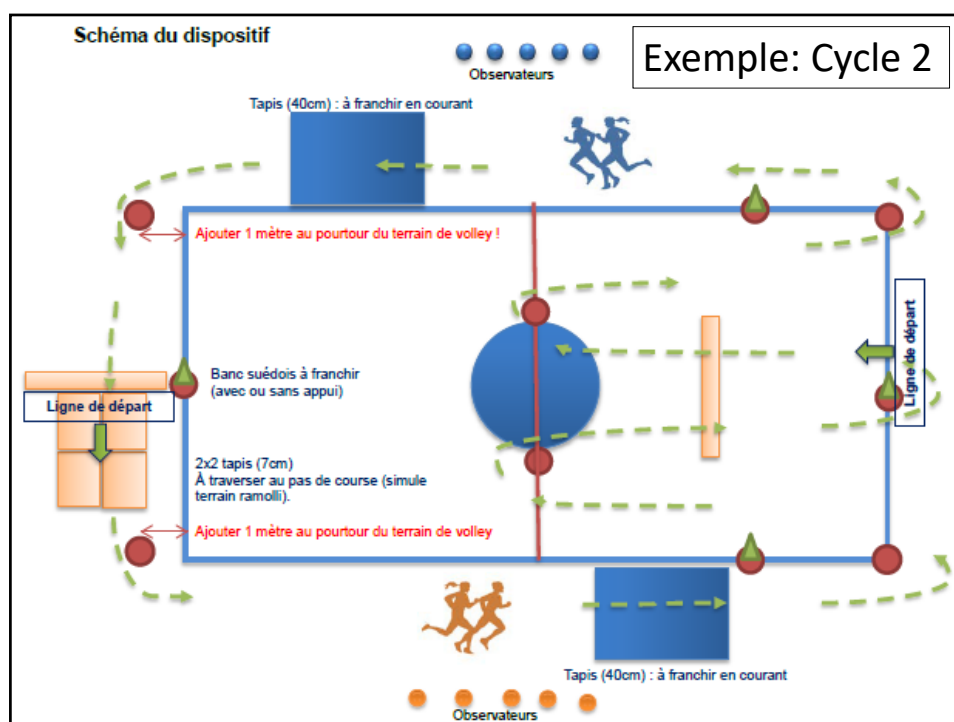 Schéma du dispositif
Exemple: Cycle 2
Observateurs
Tapis (40cm) : à franchir en courant
Ajouter 1 mètre au pourtour du terrain de volley !
Ligne de départ
Banc suédois à franchir
(avec ou sans appui)
Ligne de départ
2x2 tapis (7cm)
À traverser au pas de course (simule
terrain ramolli).
Ajouter 1 mètre au pourtour du terrain de volley
Tapis (40cm) : à franchir en courant
Observateurs